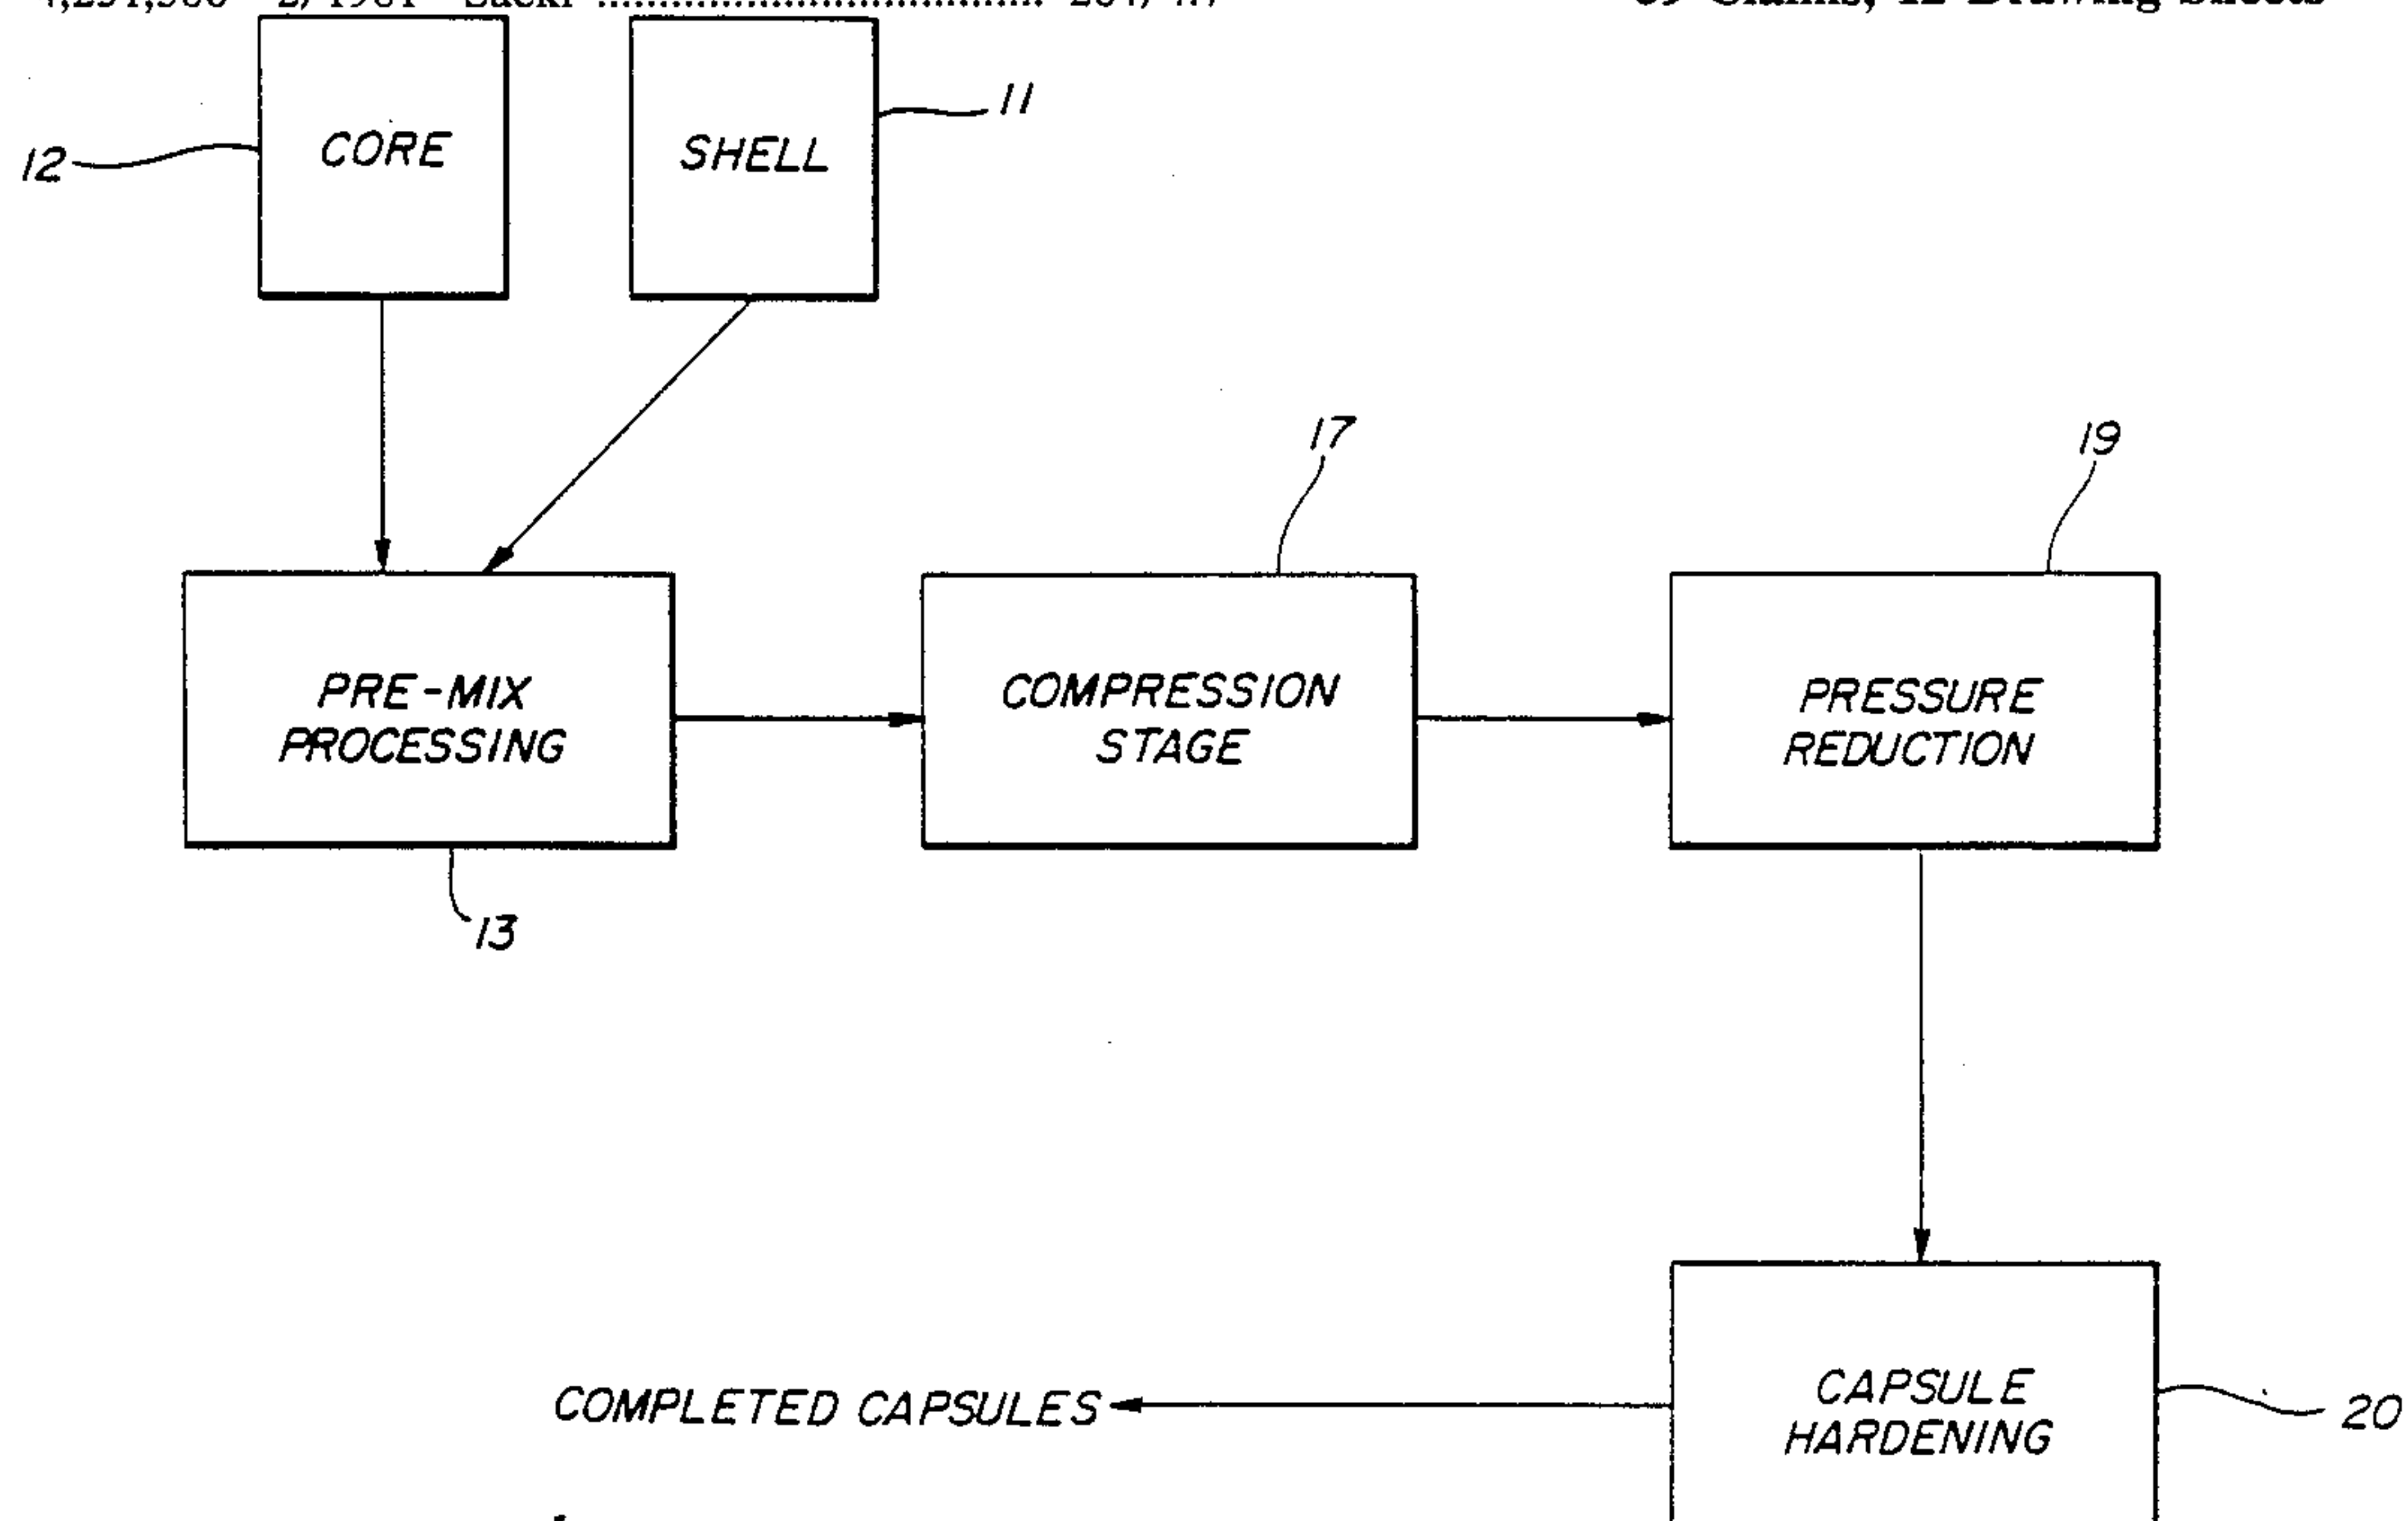 12
CORE
SHELL
11
17
19
PRE-MIX
PROCESSING
COMPRESSION
STAGE
PRESSURE
REDUCTION
13
COMPLETED CAPSULES
CAPSULE
HARDENING
20